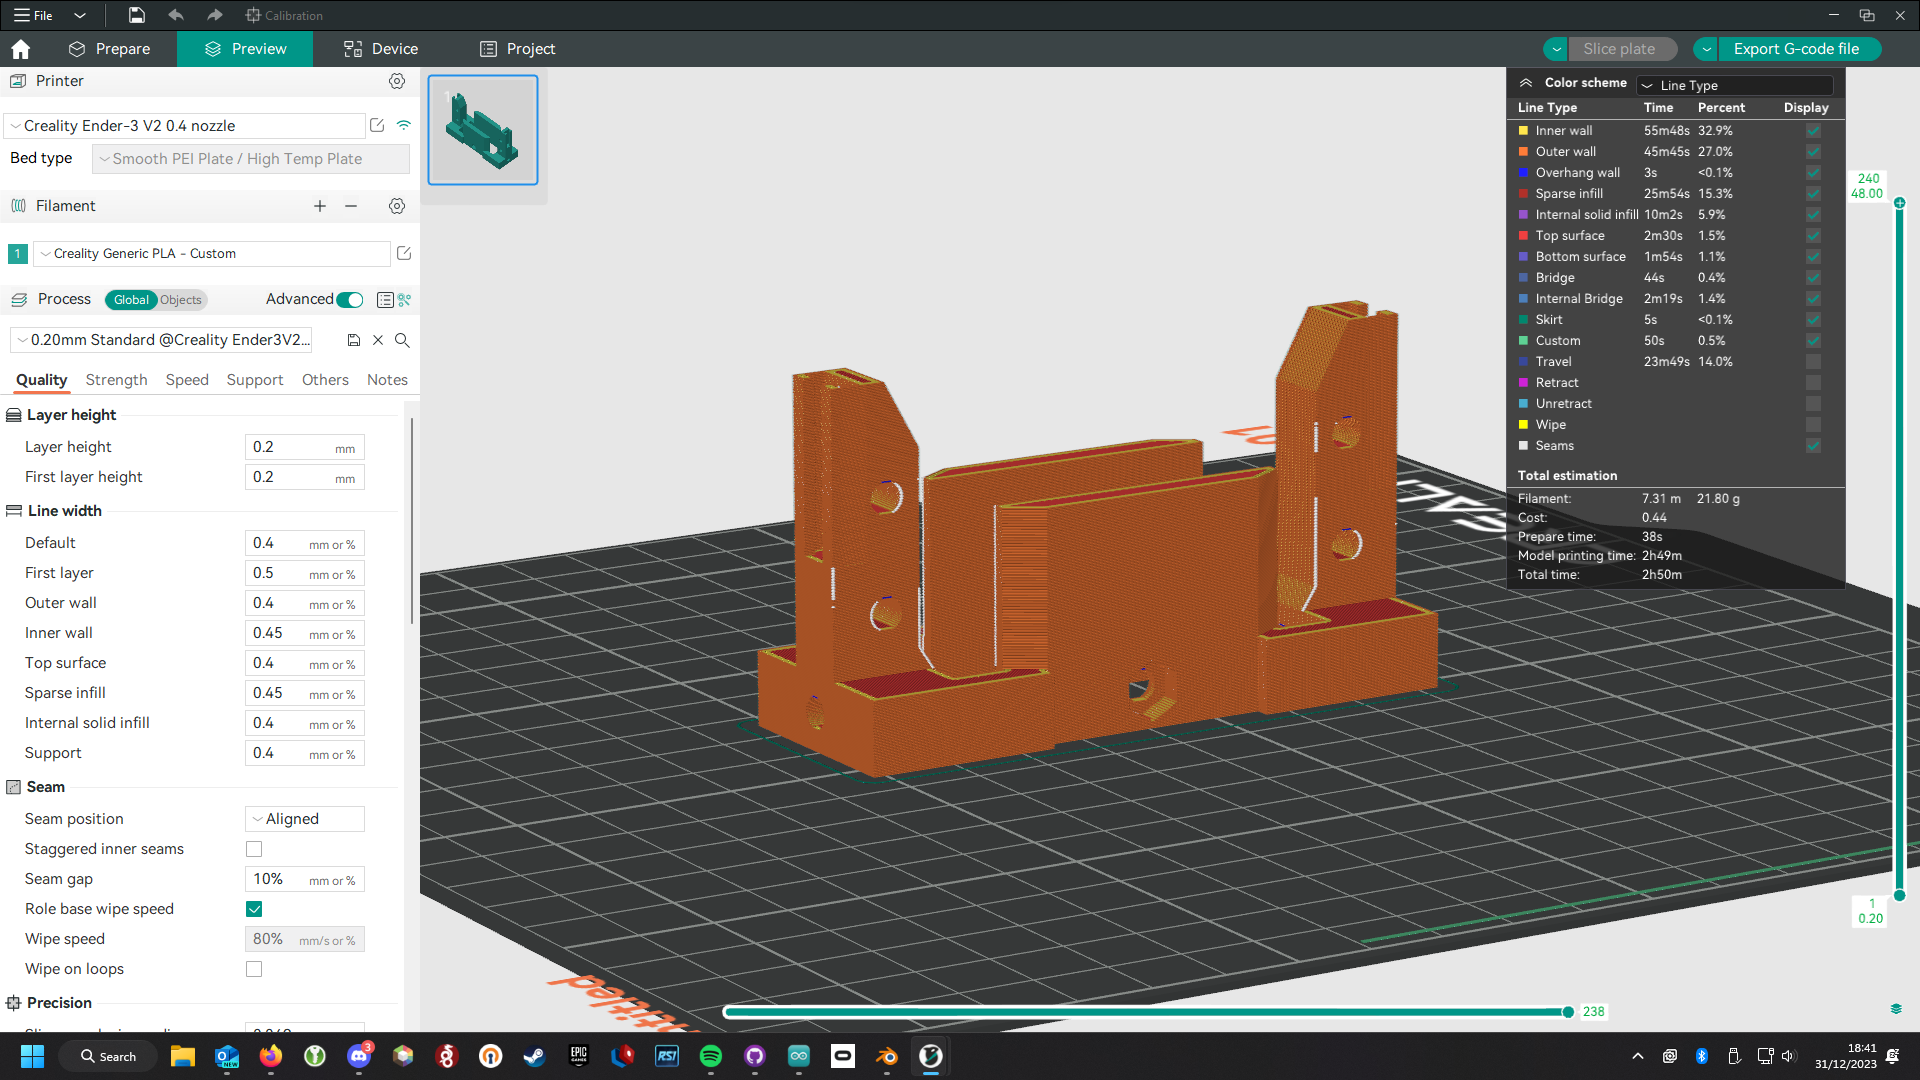 File
Calibration
Prepare
Preview
Device
Project
Slice plate
Export G-code file
Printer
Creality Ender-3 V2 0.4 nozzle
Bed type
Smooth PEI Plate / High Temp Plate
Filament
1
Creality Generic PLA - Custom
Process
Global
Objects
Advanced
0.20mm Standard @Creality Ender3V2...
Quality
Strength
Speed
Support
Others
Notes
Layer height
Layer height 0.2 mm
First layer height 0.2 mm
Line width
Default 0.4 mm or %
First layer 0.5 mm or %
Outer wall 0.4 mm or %
Inner wall 0.45 mm or %
Top surface 0.4 mm or %
Sparse infill 0.45 mm or %
Internal solid infill 0.4 mm or %
Support 0.4 mm or %
Seam
Seam position Aligned
Staggered inner seams
Seam gap 10% mm or %
Role base wipe speed
Wipe speed 80% mm/s or %
Wipe on loops
Precision
1
Color scheme Line Type
Line Type Time Percent Display
Inner wall 55m48s 32.9%
Outer wall 45m45s 27.0%
Overhang wall 3s <0.1%
Sparse infill 25m54s 15.3%
Internal solid infill 10m2s 5.9%
Top surface 2m30s 1.5%
Bottom surface 1m54s 1.1%
Bridge 44s 0.4%
Internal Bridge 2m19s 1.4%
Skirt 5s <0.1%
Custom 50s 0.5%
Travel 23m49s 14.0%
Retract
Unretract
Wipe
Seams
Total estimation
Filament: 7.31 m 21.80 g
Cost: 0.44
Prepare time: 38s
Model printing time: 2h49m
Total time: 2h50m
240
48.00
1
0.20
01
238
Search
NEW
3
EPIC
GAMES
RSI
18:41
31/12/2023